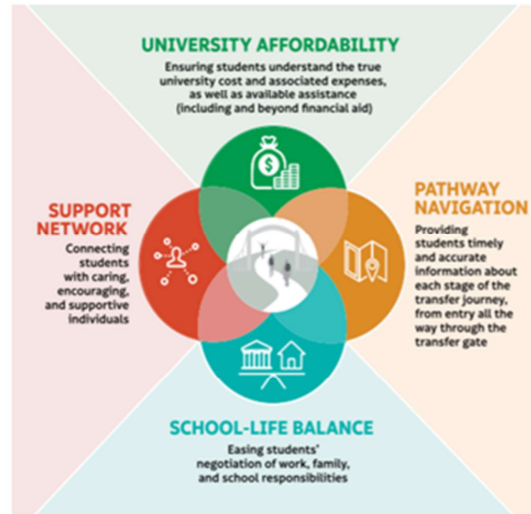 UNIVERSITY AFFORDABILITY
Ensuring students understand the true
university cost and associated expenses,
as well as available assistance
(including and beyond financial aid)
$
SUPPORT
NETWORK
Connecting
students
with caring,
encouraging,
and supportive
individuals
PATHWAY
NAVIGATION
Providing
students timely
and accurate
information about
each stage of the
transfer journey,
from entry all the
way through the
transfer gate
SCHOOL-LIFE BALANCE
Easing students'
negotiation of work, family,
and school responsibilities